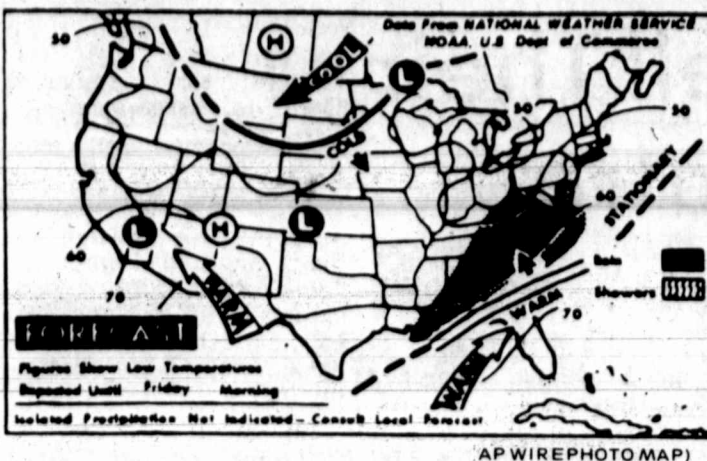 Data From NATIONAL WEATHER SERVICE
NOAA, U.S Dept of Commerce
50
H
COOL
L
50
50
COLD
60
STATIONARY
L
H
L
60
70
WARM
Rain
Showers
WARM
70
WARM
FORECAST
Figures Show Low Temperatures
Expected Until Friday Morning
Isolated Precipitation Not Indicated - Consult Local Forecast
AP WIREPHOTO MAP)